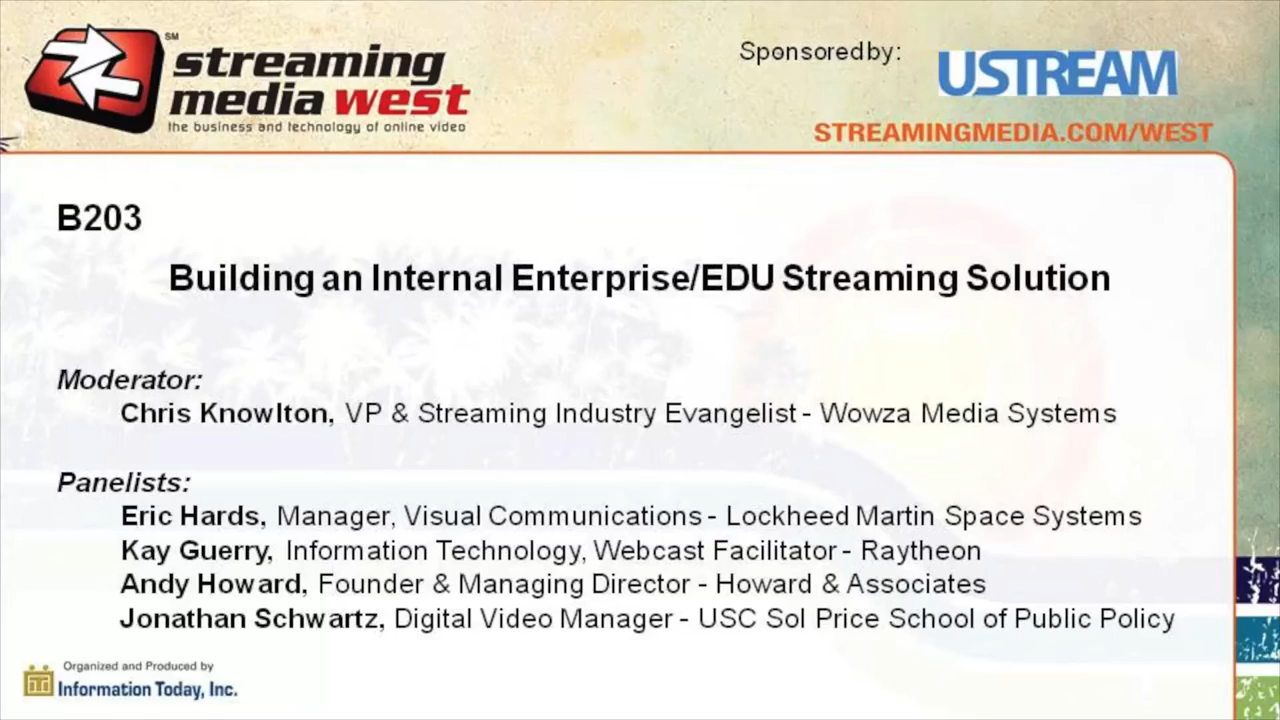 streaming SM
media west
the business and technology of online video
Sponsored by:
USTREAM
STREAMINGMEDIA.COM/WEST
B203
Building an Internal Enterprise/EDU Streaming Solution
Moderator:
Chris Knowlton, VP & Streaming Industry Evangelist - Wowza Media Systems
Panelists:
Eric Hards, Manager, Visual Communications - Lockheed Martin Space Systems
Kay Guerry, Information Technology, Webcast Facilitator - Raytheon
Andy Howard, Founder & Managing Director - Howard & Associates
Jonathan Schwartz, Digital Video Manager - USC Sol Price School of Public Policy
Organized and Produced by
Information Today, Inc.